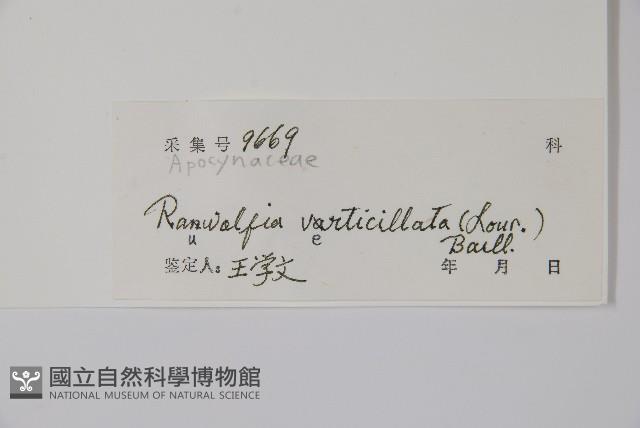 采集号 9669 科
Apocynaceae
Ranwolfia varticillata (Lour.)
u e Baill.
鉴定人: 王学文 年 月 日
國立自然科學博物館
NATIONAL MUSEUM OF NATURAL SCIENCE